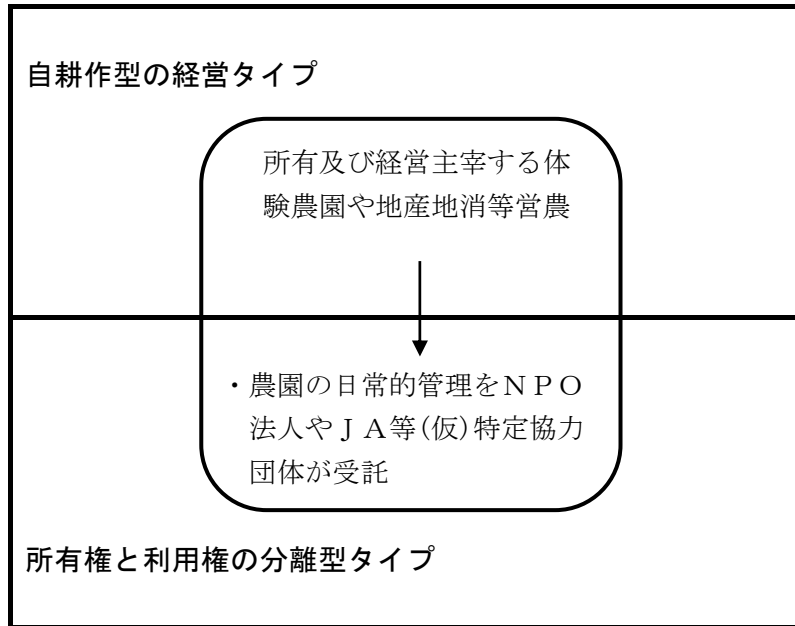 自耕作型の経営タイプ
所有及び経営主宰する体
験農園や地産地消等営農
・農園の日常的管理をＮＰＯ
法人やＪＡ等(仮)特定協力
団体が受託
所有権と利用権の分離型タイプ